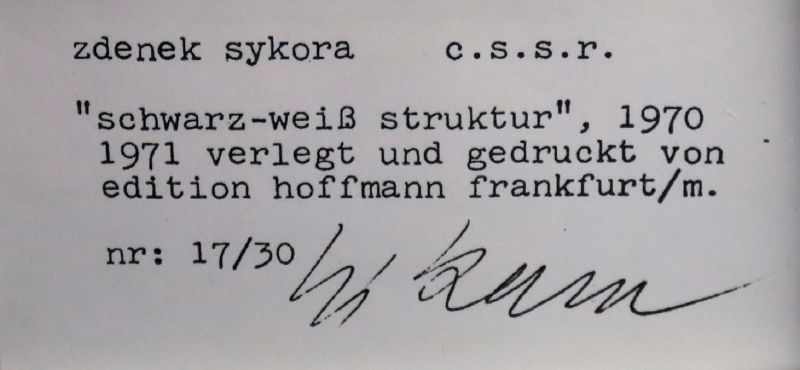 zdenek sykora c.s.s.r.
"schwarz-weiß struktur", 1970
1971 verlegt und gedruckt von
edition hoffmann frankfurt/m.
nr: 17/30